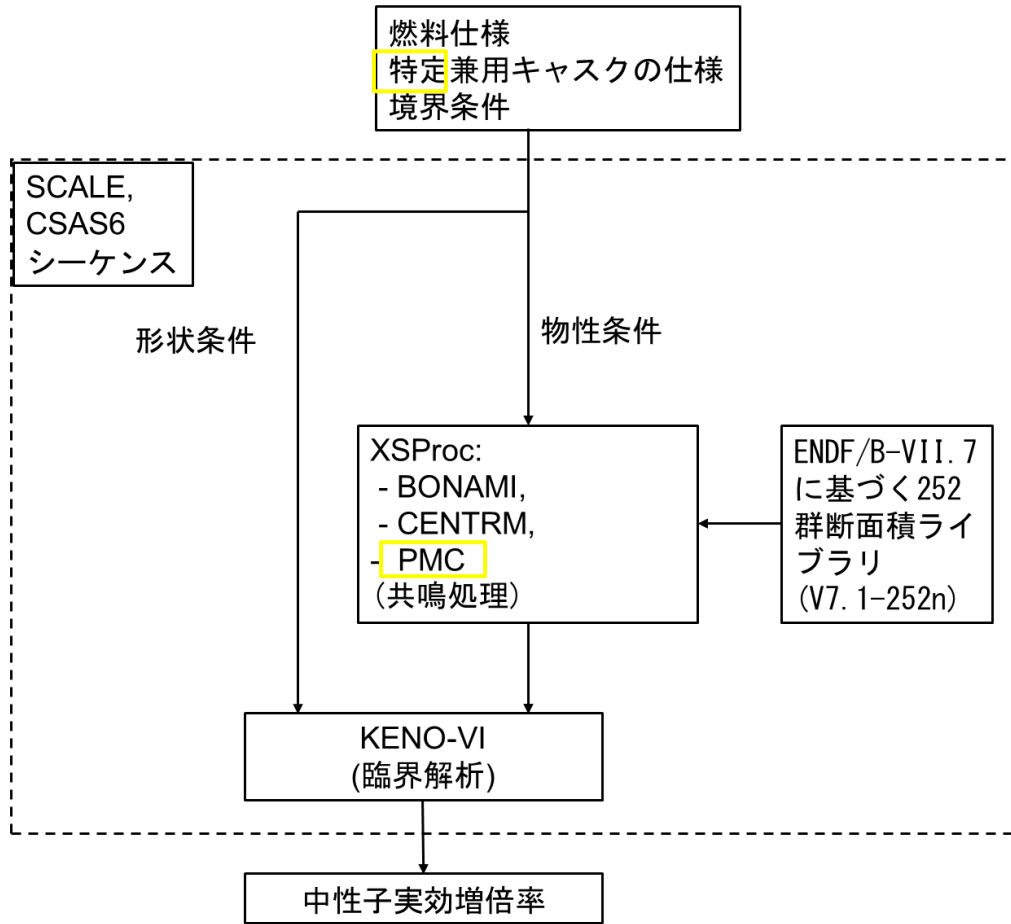 燃料仕様
特定兼用キャスクの仕様
境界条件
SCALE,
CSAS6
シーケンス
形状条件
物性条件
XSProc:
- BONAMI,
- CENTRM,
- PMC
(共鳴処理)
ENDF/B-VII.7
に基づく252
群断面積ライ
ブラリ
(V7.1-252n)
KENO-VI
(臨界解析)
中性子実効増倍率